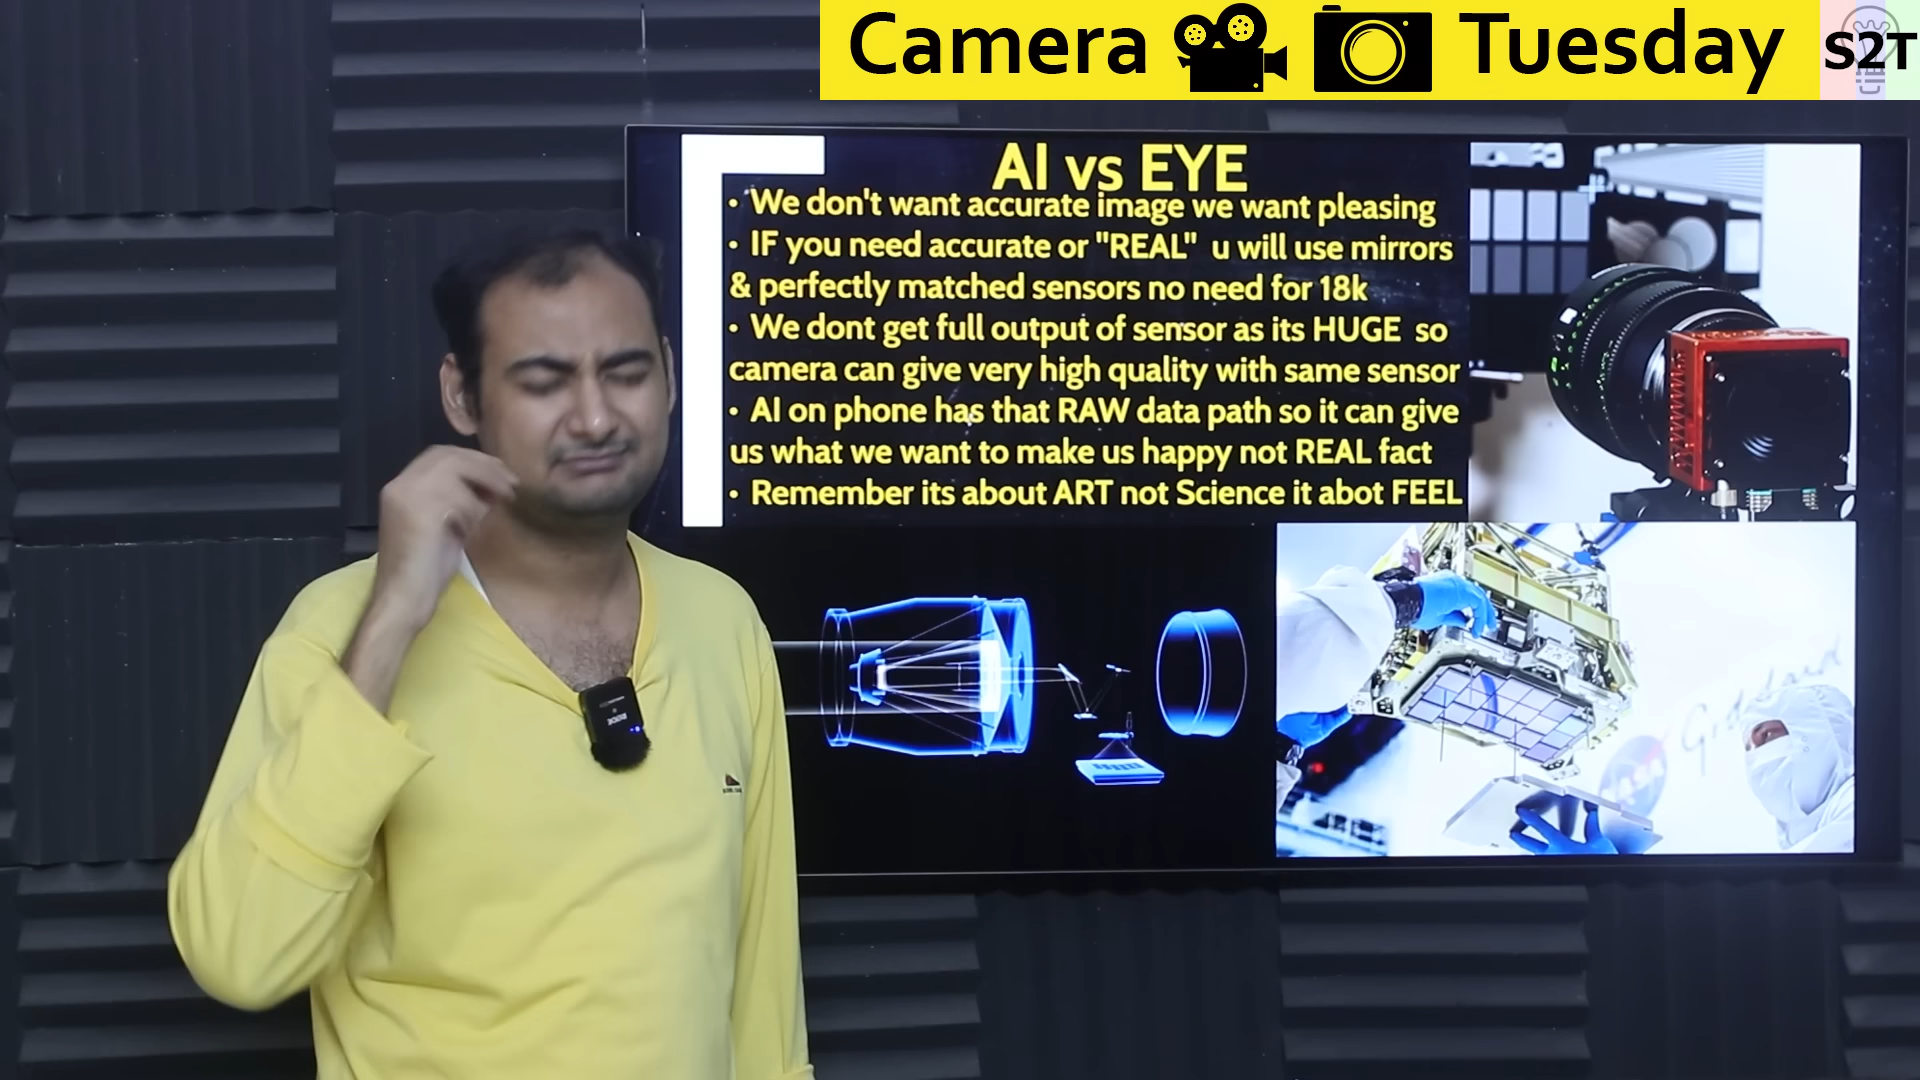 Camera Tuesday S2T
AI vs EYE
• We don't want accurate image we want pleasing
• IF you need accurate or "REAL" u will use mirrors
& perfectly matched sensors no need for 18k
• We dont get full output of sensor as its HUGE so
camera can give very high quality with same sensor
• AI on phone has that RAW data path so it can give
us what we want to make us happy not REAL fact
• Remember its about ART not Science it abot FEEL
NASA
RODE